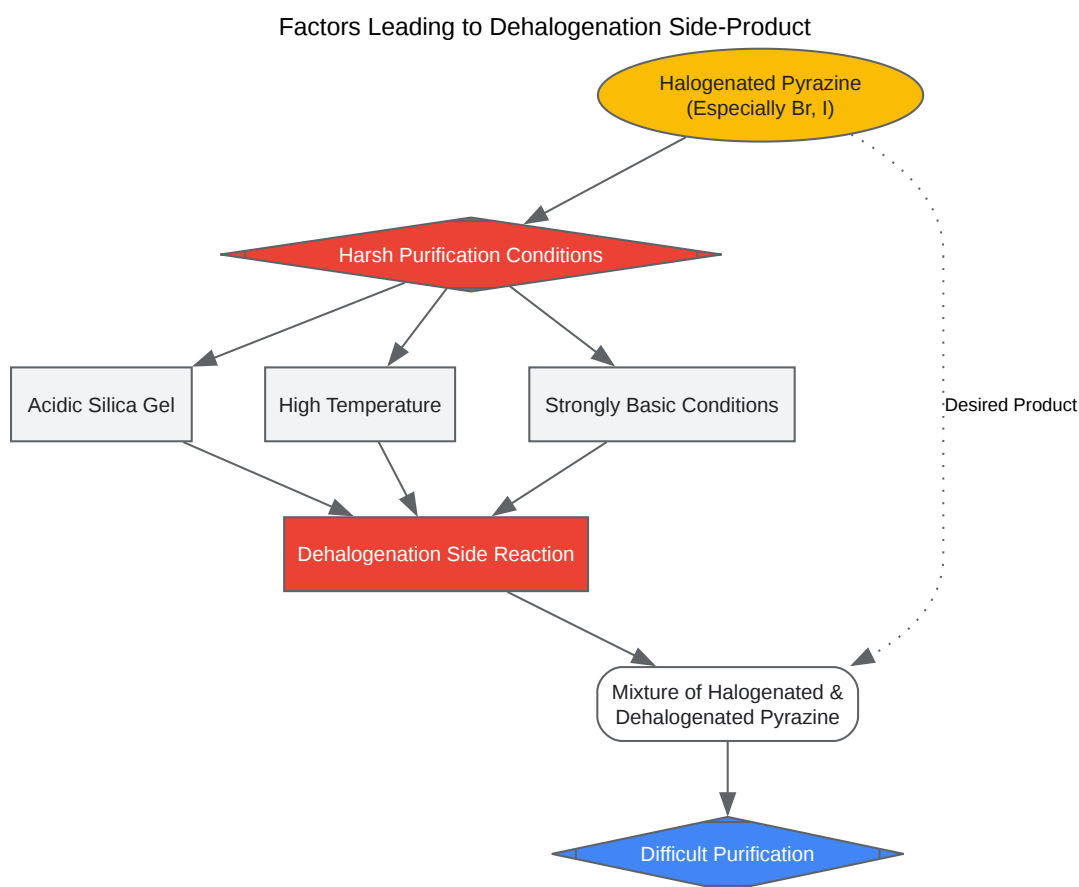 Factors Leading to Dehalogenation Side-Product
Halogenated Pyrazine
(Especially Br, I)
Harsh Purification Conditions
Acidic Silica Gel
High Temperature
Strongly Basic Conditions
Desired Product
Dehalogenation Side Reaction
Mixture of Halogenated &
Dehalogenated Pyrazine
Difficult Purification